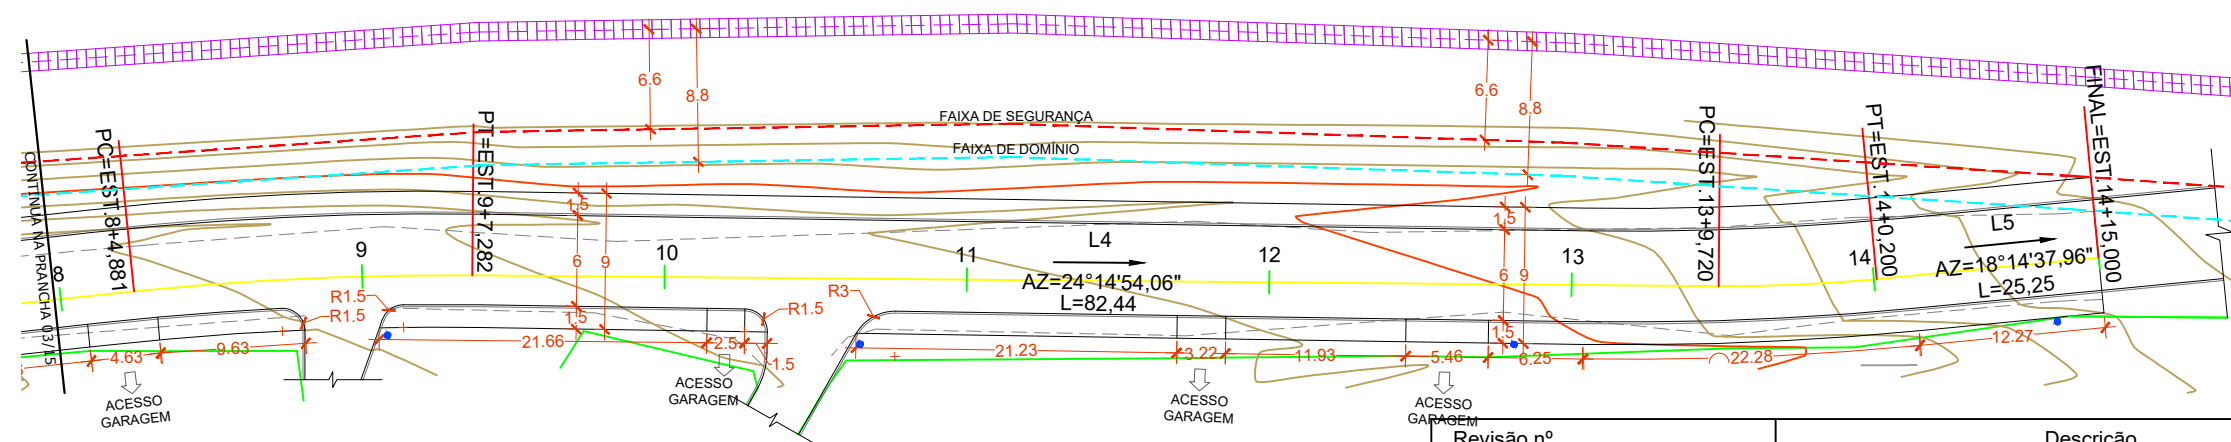 CONTINUA NA PRANCHA 03/15
8
PC=EST.8+4,881
9
PT=EST.9+7,282
10
11
12
13
14
6.6
8.8
6.6
8.8
FAIXA DE SEGURANÇA
FAIXA DE DOMÍNIO
1.5
6
9
1.5
1.5
6
9
1.5
L4
AZ=24°14'54,06"
L=82,44
PC=EST.13+9,720
PT=EST.14+0,200
FINAL=EST.14+15,000
L5
AZ=18°14'37,96"
L=25,25
R1.5
R1.5
R1.5
R3
4.63
9.63
21.66
2.5
1.5
21.23
3.22
11.93
5.46
6.25
22.28
12.27
ACESSO
GARAGEM
ACESSO
GARAGEM
ACESSO
GARAGEM
ACESSO
GARAGEM
Revisão nº
Descrição